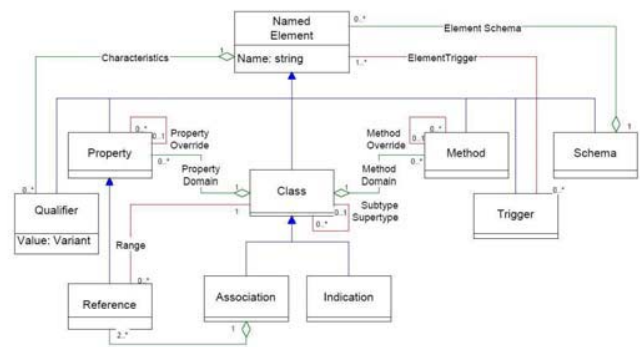 Named
Element
Name: string
0..*
Element Schema
1
Characteristics
1..*
ElementTrigger
0..*
0..1
Property
Override
Property
0..*
Property
Domain
1
Method
Override
0..*
0..1
Method
0..*
Method
Domain
1
Schema
1
Class
0..*
Qualifier
Value: Variant
1
0..1
0..*
Subtype
Supertype
0..*
Trigger
Range
0..*
Reference
Association
Indication
2..*
1